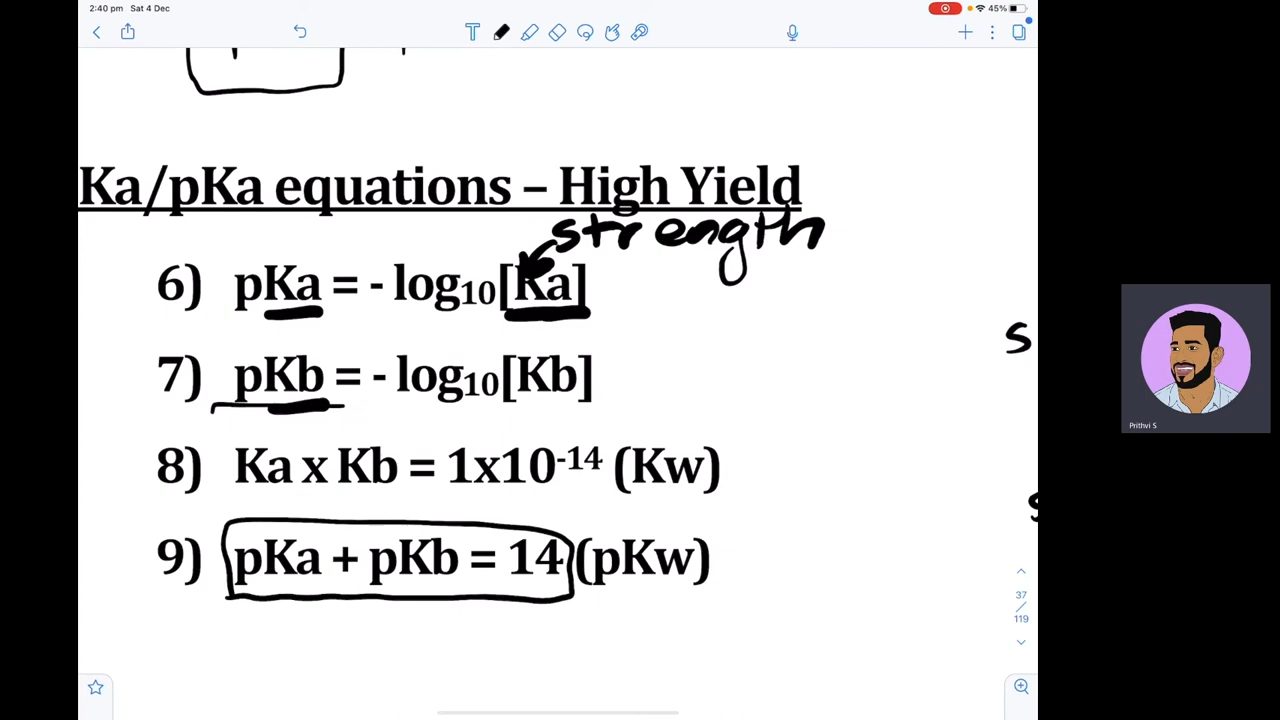 2:40 pm Sat 4 Dec
45%
T
Ka/pKa equations – High Yield
strength
6) pKa = - log10[Ka]
7) pKb = - log10[Kb]
8) Ka x Kb = 1x10-14 (Kw)
9) pKa + pKb = 14 (pKw)
s
37
/
119
Prithvi S